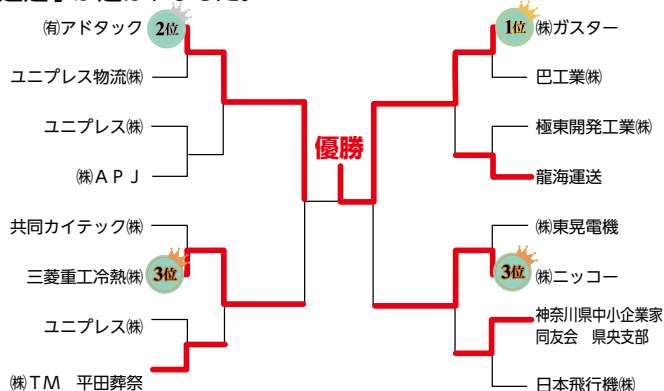 ㈲アドタック
2位
ユニプレス物流㈱
ユニプレス㈱
㈱ＡＰＪ
共同カイテック㈱
三菱重工冷熱㈱
3位
ユニプレス㈱
㈱ＴＭ　平田葬祭
優勝
1位
㈱ガスター
巴工業㈱
極東開発工業㈱
龍海運送
㈱東晃電機
3位
㈱ニッコー
神奈川県中小企業家
同友会　県央支部
日本飛行機㈱